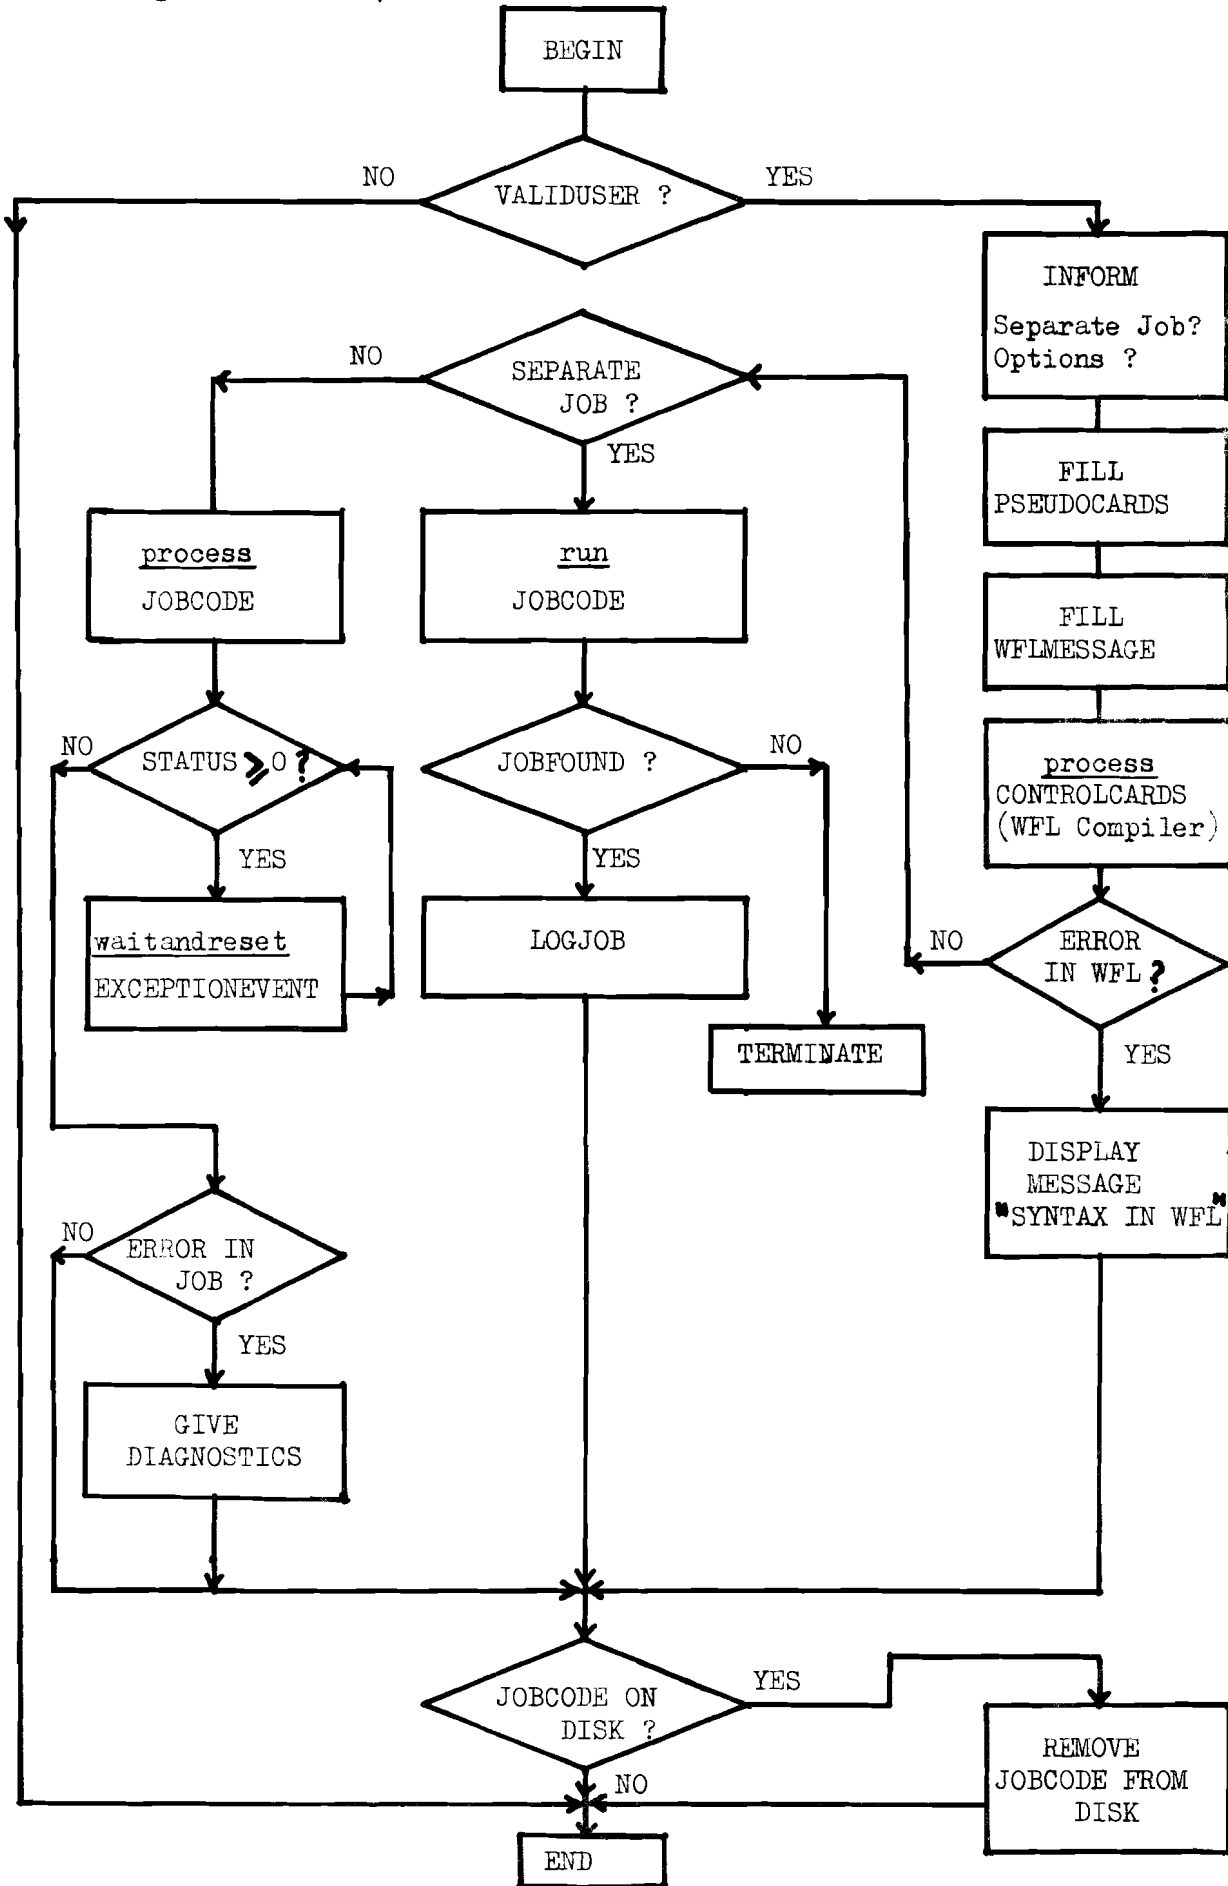 BEGIN
NO
VALIDUSER ?
YES
INFORM
Separate Job?
Options ?
NO
SEPARATE
JOB ?
YES
FILL
PSEUDOCARDS
process
JOBCODE
run
JOBCODE
FILL
WFLMESSAGE
NO
STATUS ⩾ 0 ?
YES
JOBFOUND ?
NO
YES
process
CONTROLCARDS
(WFL Compiler)
waitandreset
EXCEPTIONEVENT
LOGJOB
NO
ERROR
IN WFL ?
YES
TERMINATE
DISPLAY
MESSAGE
"SYNTAX IN WFL"
NO
ERROR IN
JOB ?
YES
GIVE
DIAGNOSTICS
JOBCODE ON
DISK ?
YES
NO
REMOVE
JOBCODE FROM
DISK
END